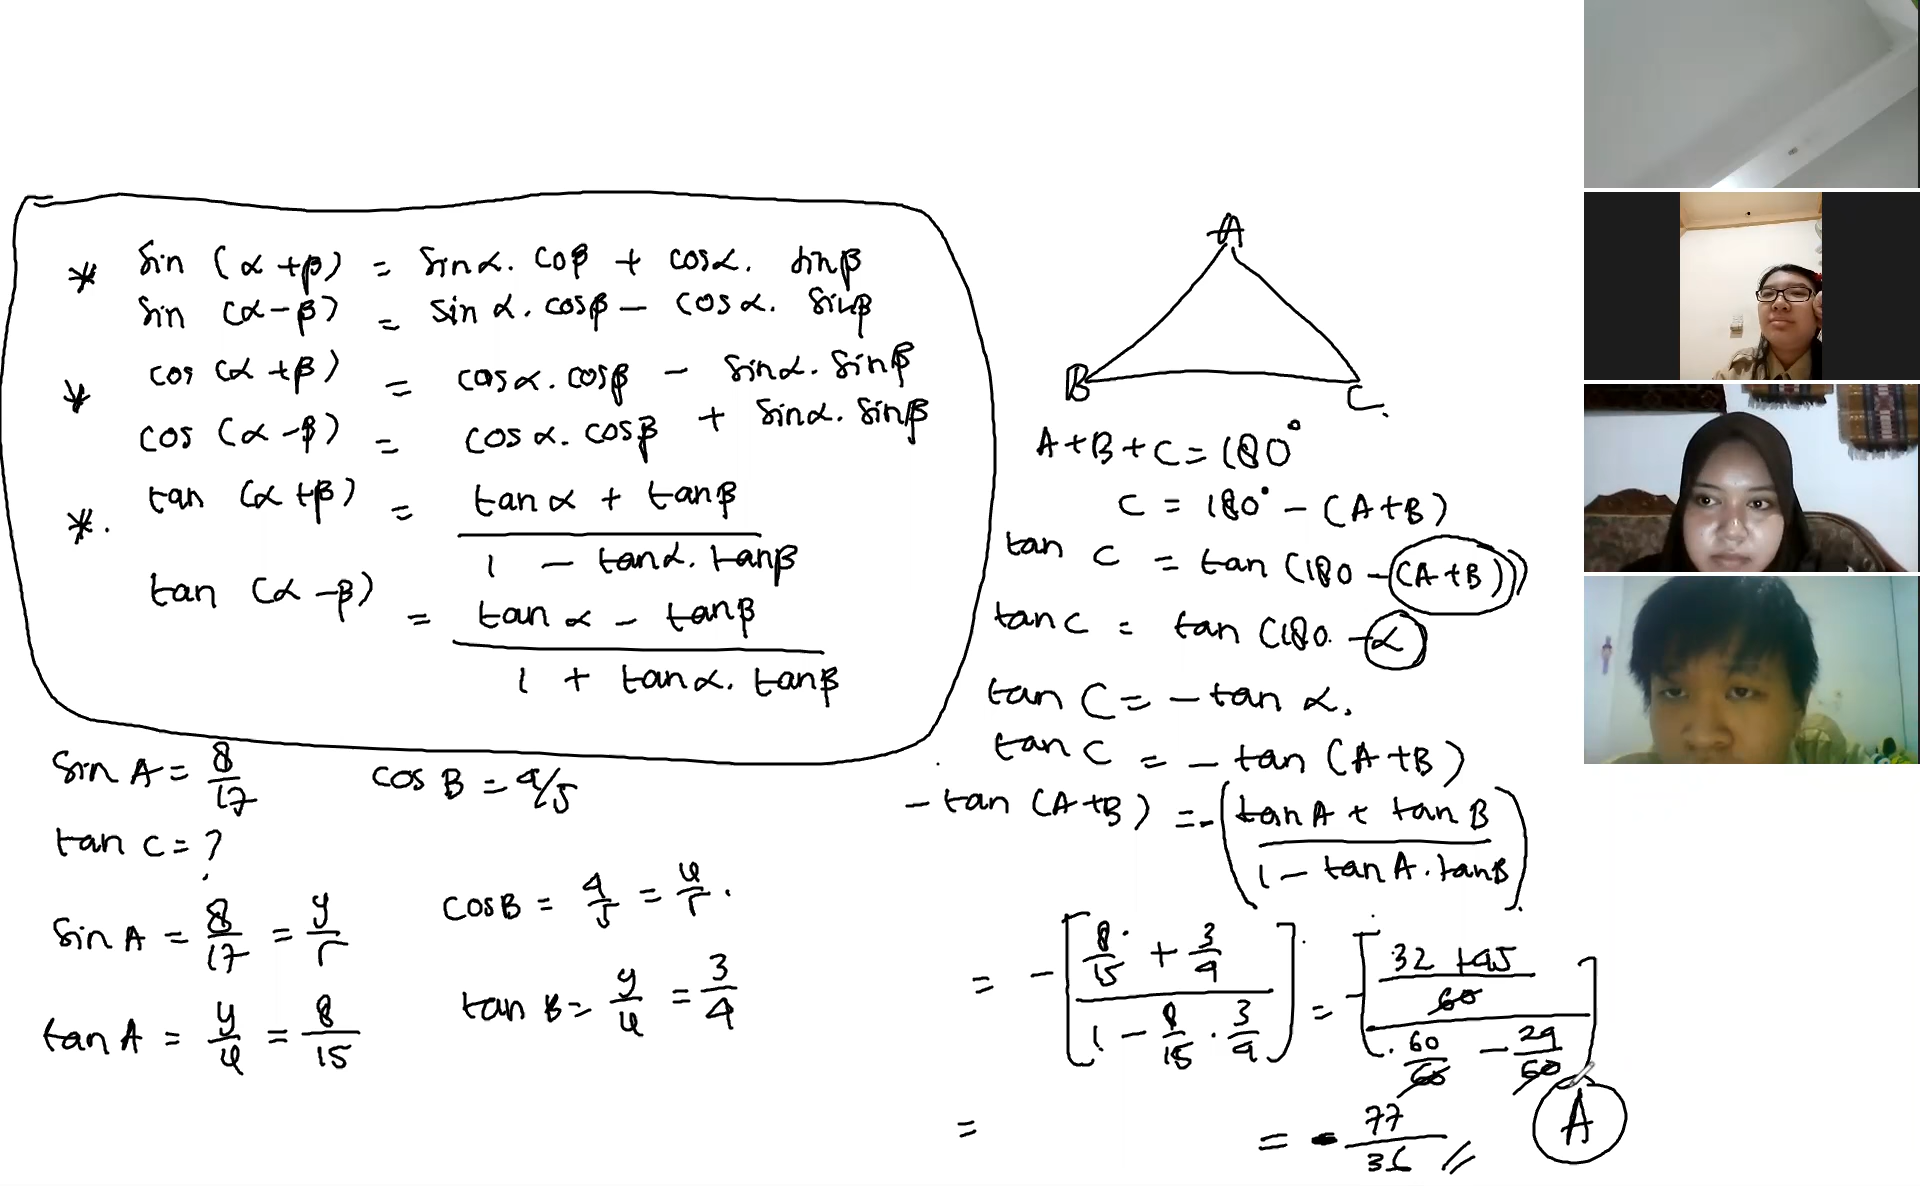 * sin (α+β) = sinα. coβ + cosα. sinβ
sin (α-β) = sin α. cosβ - cosα. sinβ
* cos (α+β) = cosα. cosβ - sinα. sinβ
cos (α-β) = cos α. cosβ + sinα. sinβ
*. tan (α+β) = tanα + tanβ / 1 - tanα. tanβ
tan (α-β) = tan α - tanβ / 1 + tanα. tanβ
sin A = 8/17 cos B = 4/5
tan C = ?
sin A = 8/17 = y/r
cos B = 4/5 = x/r.
tan A = y/x = 8/15
tan B = y/x = 3/4
A
B
C
A+B+C = 180°
C = 180° - (A+B)
tan C = tan (180 - (A+B))
tan C = tan (180 - α)
tan C = - tan α.
tan C = - tan (A+B)
- tan (A+B) = - (tan A + tan B / 1 - tan A. tan B)
= - [8/15 + 3/4 / 1 - 8/15 . 3/4] = - [32 + 45 / 60 / 60/60 - 24/60]
= = - 77/36 //
A